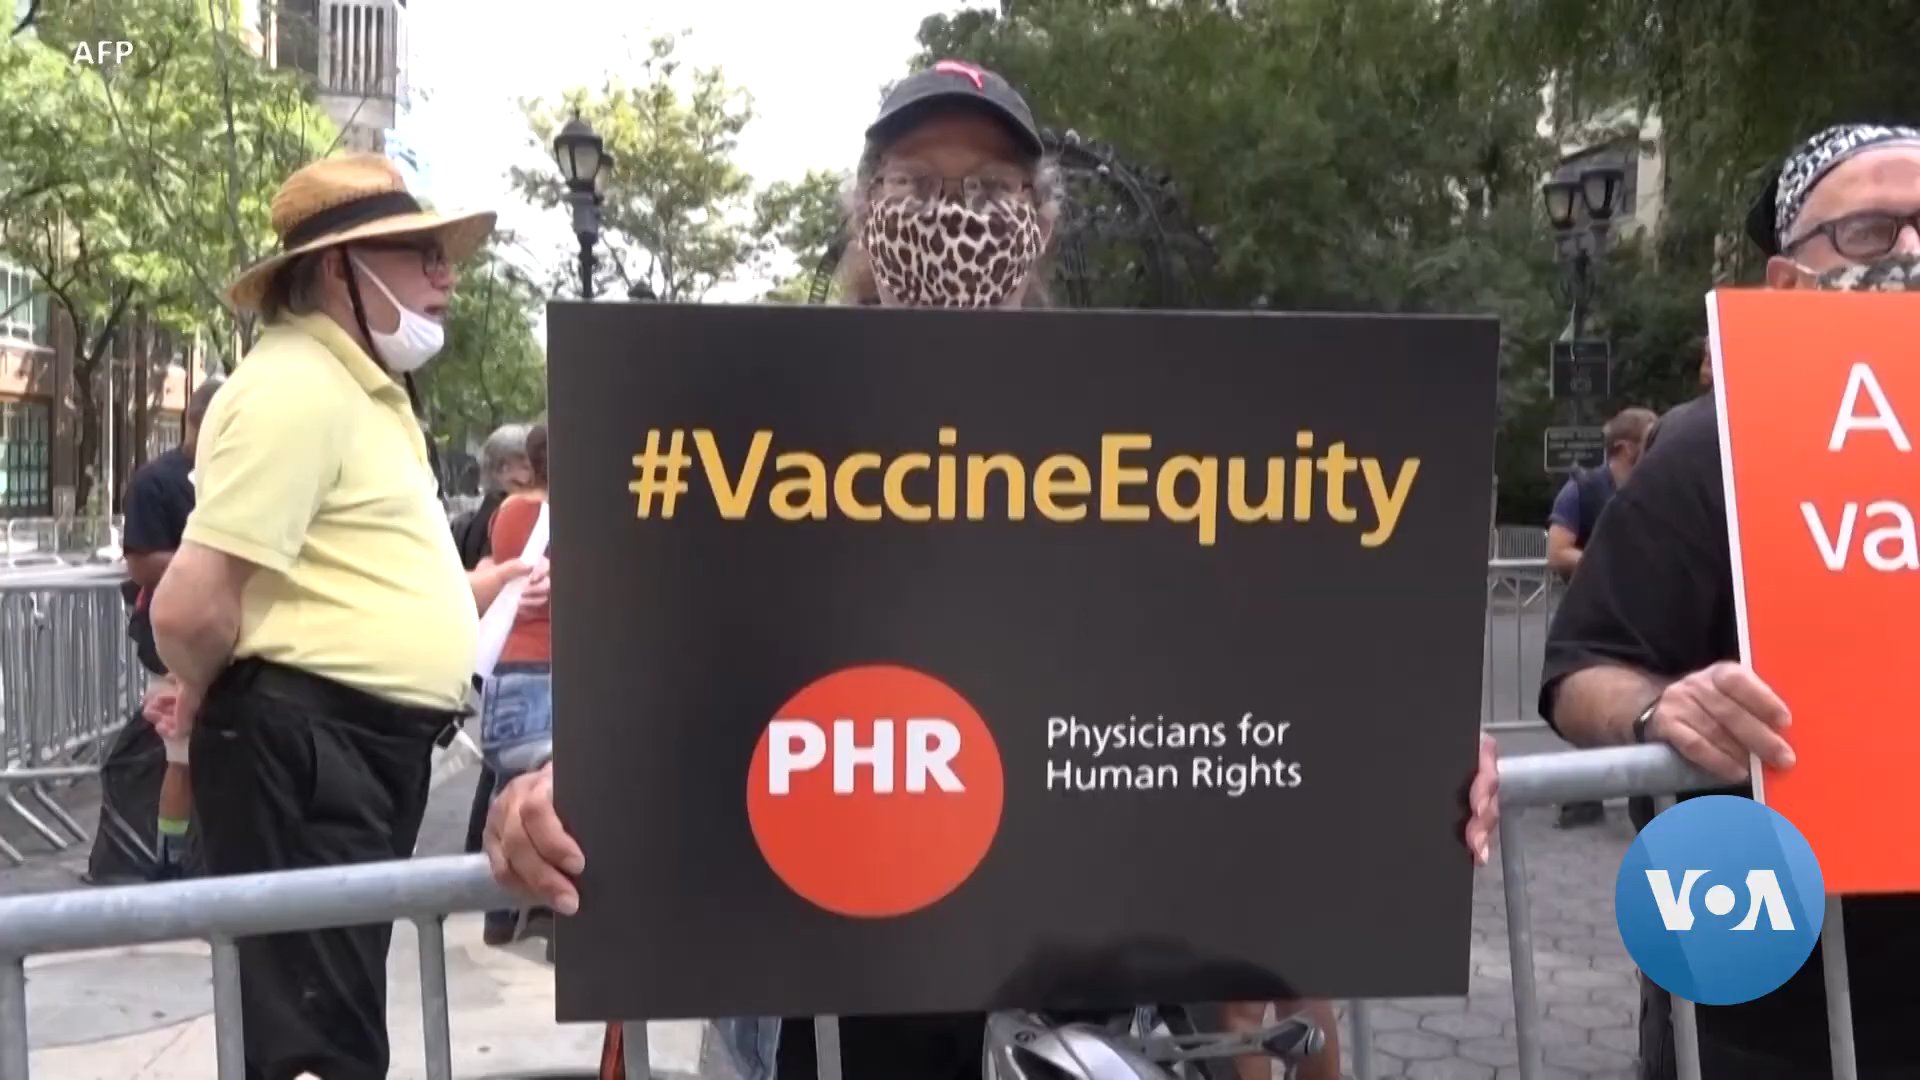 AFP
#VaccineEquity
PHR
Physicians for
Human Rights
A
va
VOA